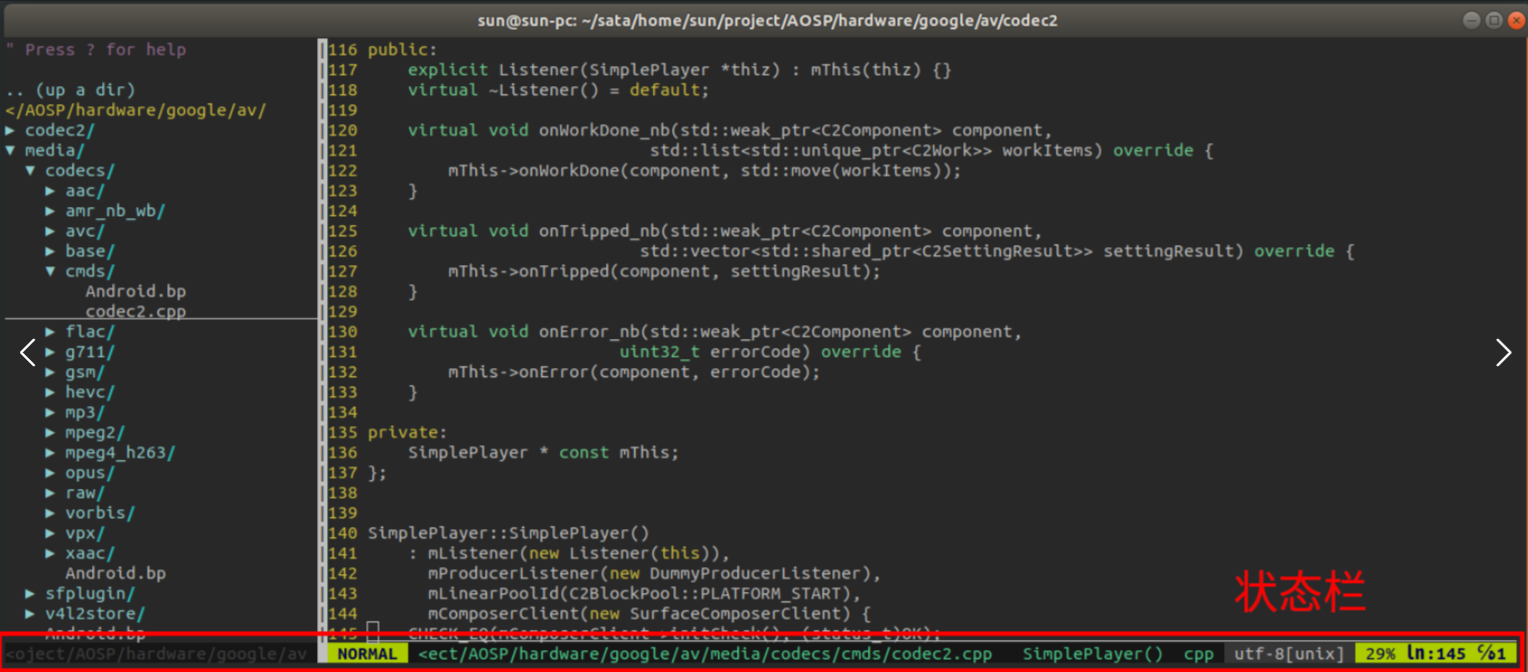 sun@sun-pc: ~/sata/home/sun/project/AOSP/hardware/google/av/codec2
" Press ? for help
.. (up a dir)
</AOSP/hardware/google/av/
▶ codec2/
▼ media/
▼ codecs/
▶ aac/
▶ amr_nb_wb/
▶ avc/
▶ base/
▼ cmds/
Android.bp
codec2.cpp
▶ flac/
▶ g711/
▶ gsm/
▶ hevc/
▶ mp3/
▶ mpeg2/
▶ mpeg4_h263/
▶ opus/
▶ raw/
▶ vorbis/
▶ vpx/
▶ xaac/
Android.bp
▶ sfplugin/
▶ v4l2store/
Android.bp
<oject/AOSP/hardware/google/av
116 public:
117     explicit Listener(SimplePlayer *thiz) : mThis(thiz) {}
118     virtual ~Listener() = default;
119
120     virtual void onWorkDone_nb(std::weak_ptr<C2Component> component,
121                             std::list<std::unique_ptr<C2Work>> workItems) override {
122         mThis->onWorkDone(component, std::move(workItems));
123     }
124
125     virtual void onTripped_nb(std::weak_ptr<C2Component> component,
126                            std::vector<std::shared_ptr<C2SettingResult>> settingResult) override {
127         mThis->onTripped(component, settingResult);
128     }
129
130     virtual void onError_nb(std::weak_ptr<C2Component> component,
131                          uint32_t errorCode) override {
132         mThis->onError(component, errorCode);
133     }
134
135 private:
136     SimplePlayer * const mThis;
137 };
138
139
140 SimplePlayer::SimplePlayer()
141     : mListener(new Listener(this)),
142       mProducerListener(new DummyProducerListener),
143       mLinearPoolId(C2BlockPool::PLATFORM_START),
144       mComposerClient(new SurfaceComposerClient) {
145     CHECK_EQ(mComposerClient->initCheck(), (status_t)OK);
状态栏
NORMAL <ect/AOSP/hardware/google/av/media/codecs/cmds/codec2.cpp SimplePlayer() cpp utf-8[unix] 29% ln:145 ℅:1